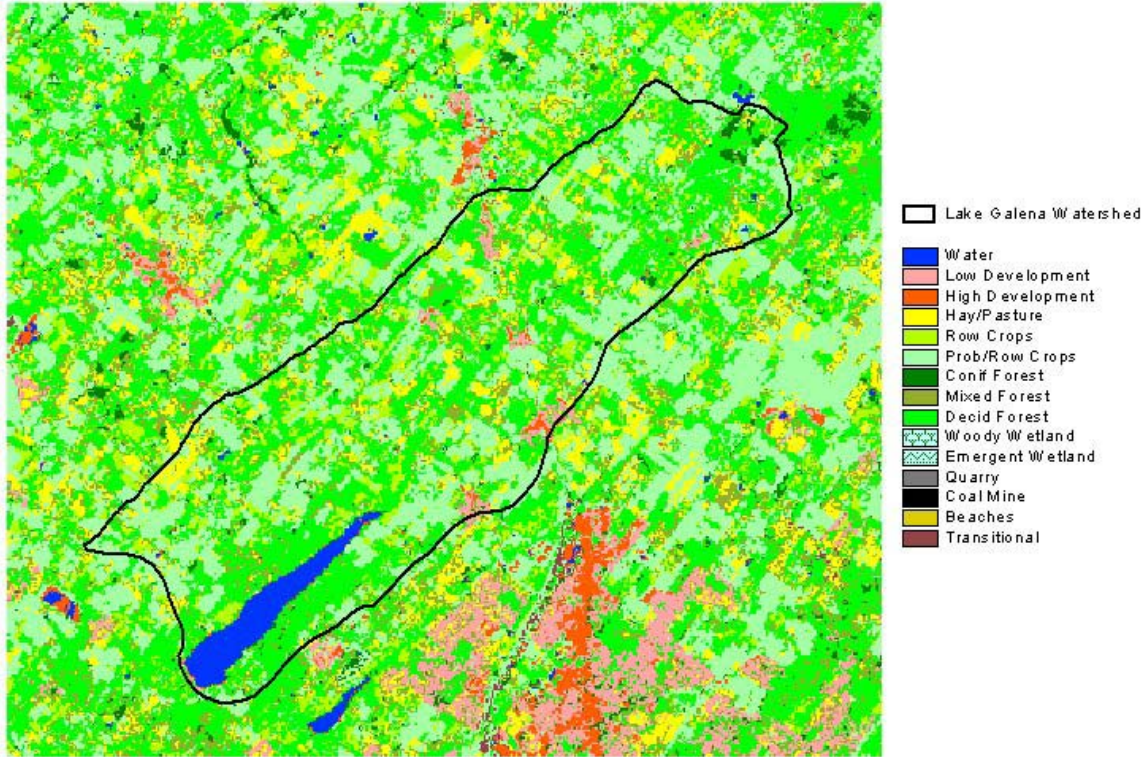 Lake Galena Watershed
Water
Low Development
High Development
Hay/Pasture
Row Crops
Prob/Row Crops
Conif Forest
Mixed Forest
Decid Forest
Woody Wetland
Emergent Wetland
Quarry
Coal Mine
Beaches
Transitional